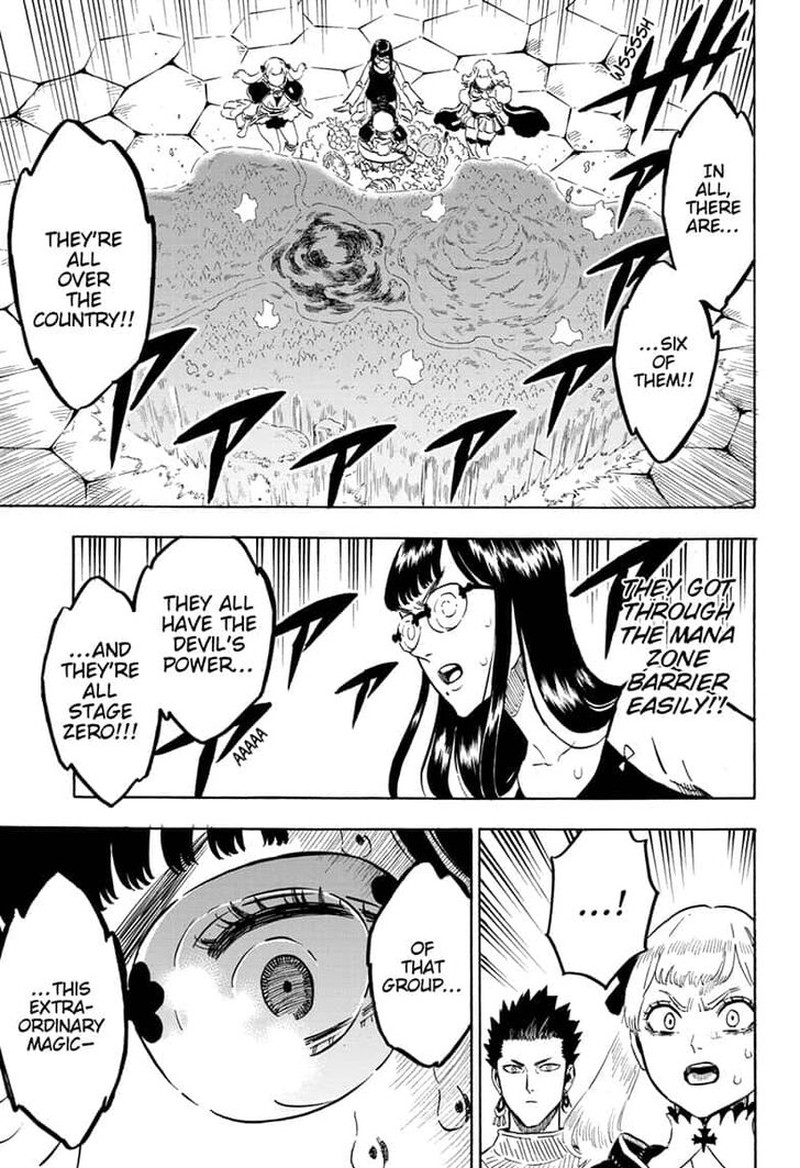 WSSSSH
IN
ALL,
THERE
ARE...
...SIX
OF
THEM!!
THEY'RE
ALL
OVER
THE
COUNTRY!!
THEY GOT
THROUGH
THE MANA
ZONE
BARRIER
EASILY!!
THEY ALL
HAVE THE
DEVIL'S
POWER...
...AND
THEY'RE
ALL
STAGE
ZERO!!!
AAAAA
...!
OF
THAT
GROUP...
...THIS
EXTRA-
ORDINARY
MAGIC–